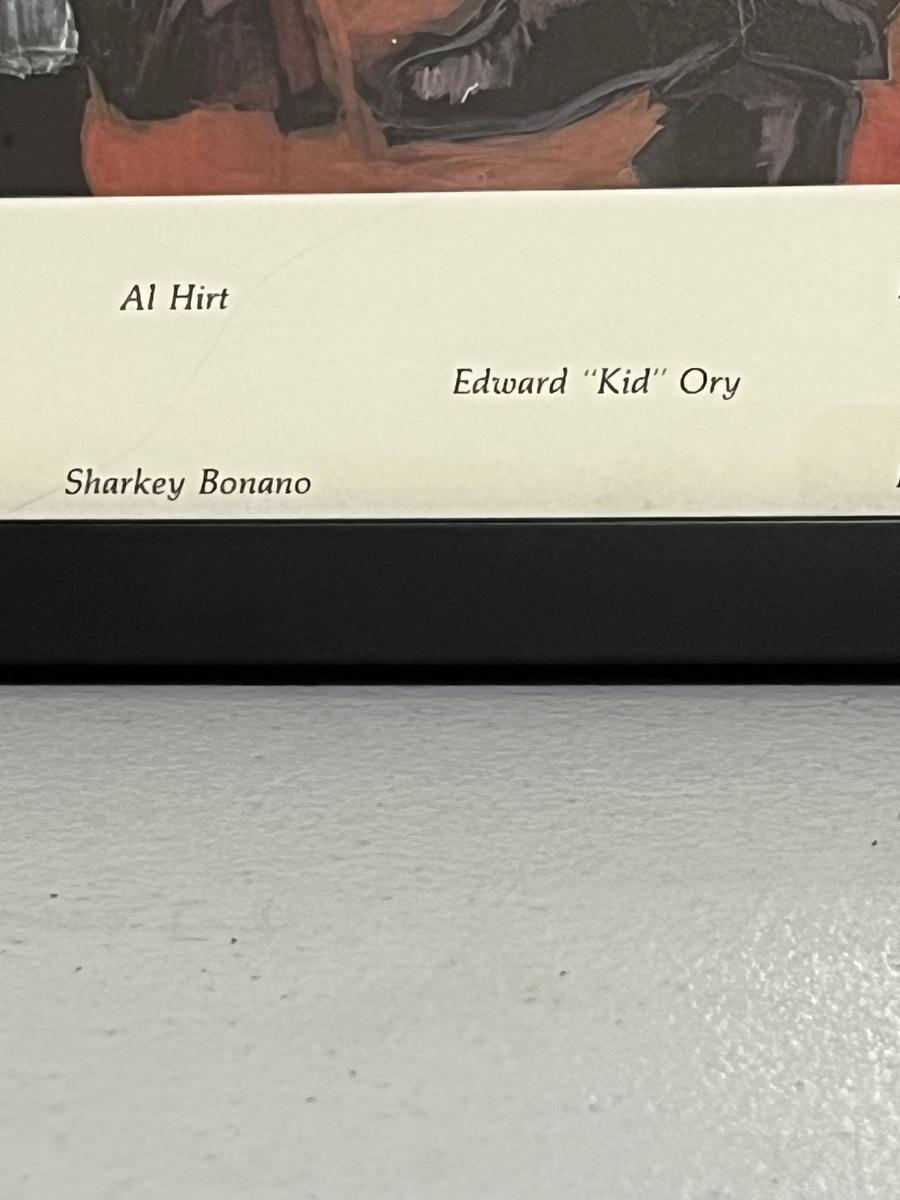 Al Hirt
Edward "Kid" Ory
Sharkey Bonano